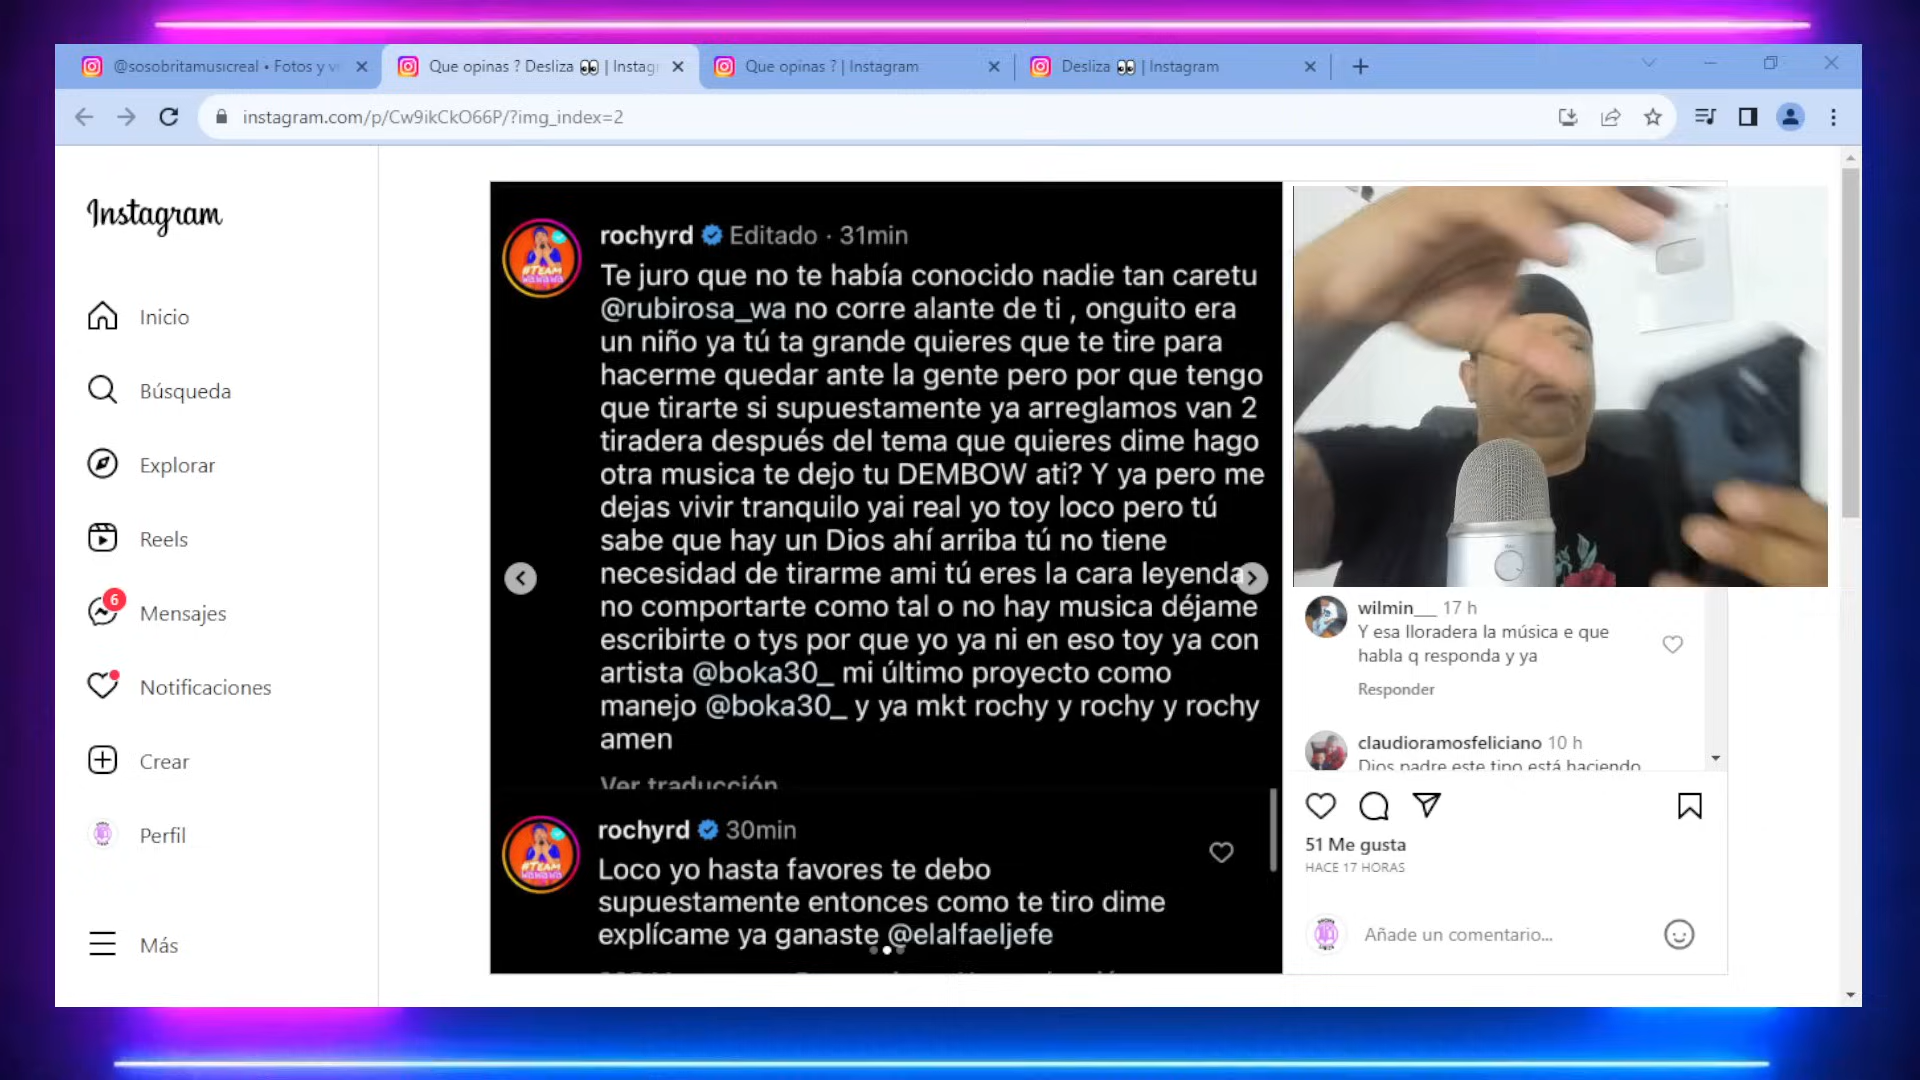 @sosobritamusicreal • Fotos y v
Que opinas ? Desliza 👀 | Instag
Que opinas ? | Instagram
Desliza 👀 | Instagram
instagram.com/p/Cw9ikCkO66P/?img_index=2
Instagram
Inicio
Búsqueda
Explorar
Reels
6
Mensajes
Notificaciones
Crear
Perfil
Más
rochyrd Editado · 31min
Te juro que no te había conocido nadie tan caretu
@rubirosa_wa no corre alante de ti , onguito era
un niño ya tú ta grande quieres que te tire para
hacerme quedar ante la gente pero por que tengo
que tirarte si supuestamente ya arreglamos van 2
tiradera después del tema que quieres dime hago
otra musica te dejo tu DEMBOW ati? Y ya pero me
dejas vivir tranquilo yai real yo toy loco pero tú
sabe que hay un Dios ahí arriba tú no tiene
necesidad de tirarme ami tú eres la cara leyenda
no comportarte como tal o no hay musica déjame
escribirte o tys por que yo ya ni en eso toy ya con
artista @boka30_ mi último proyecto como
manejo @boka30_ y ya mkt rochy y rochy y rochy
amen
Ver traducción
rochyrd 30min
Loco yo hasta favores te debo
supuestamente entonces como te tiro dime
explícame ya ganaste @elalfaeljefe
#TEAM
WAWAWA
wilmin___ 17 h
Y esa lloradera la música e que
habla q responda y ya
Responder
claudioramosfeliciano 10 h
Dios padre este tipo está haciendo
51 Me gusta
HACE 17 HORAS
Añade un comentario...